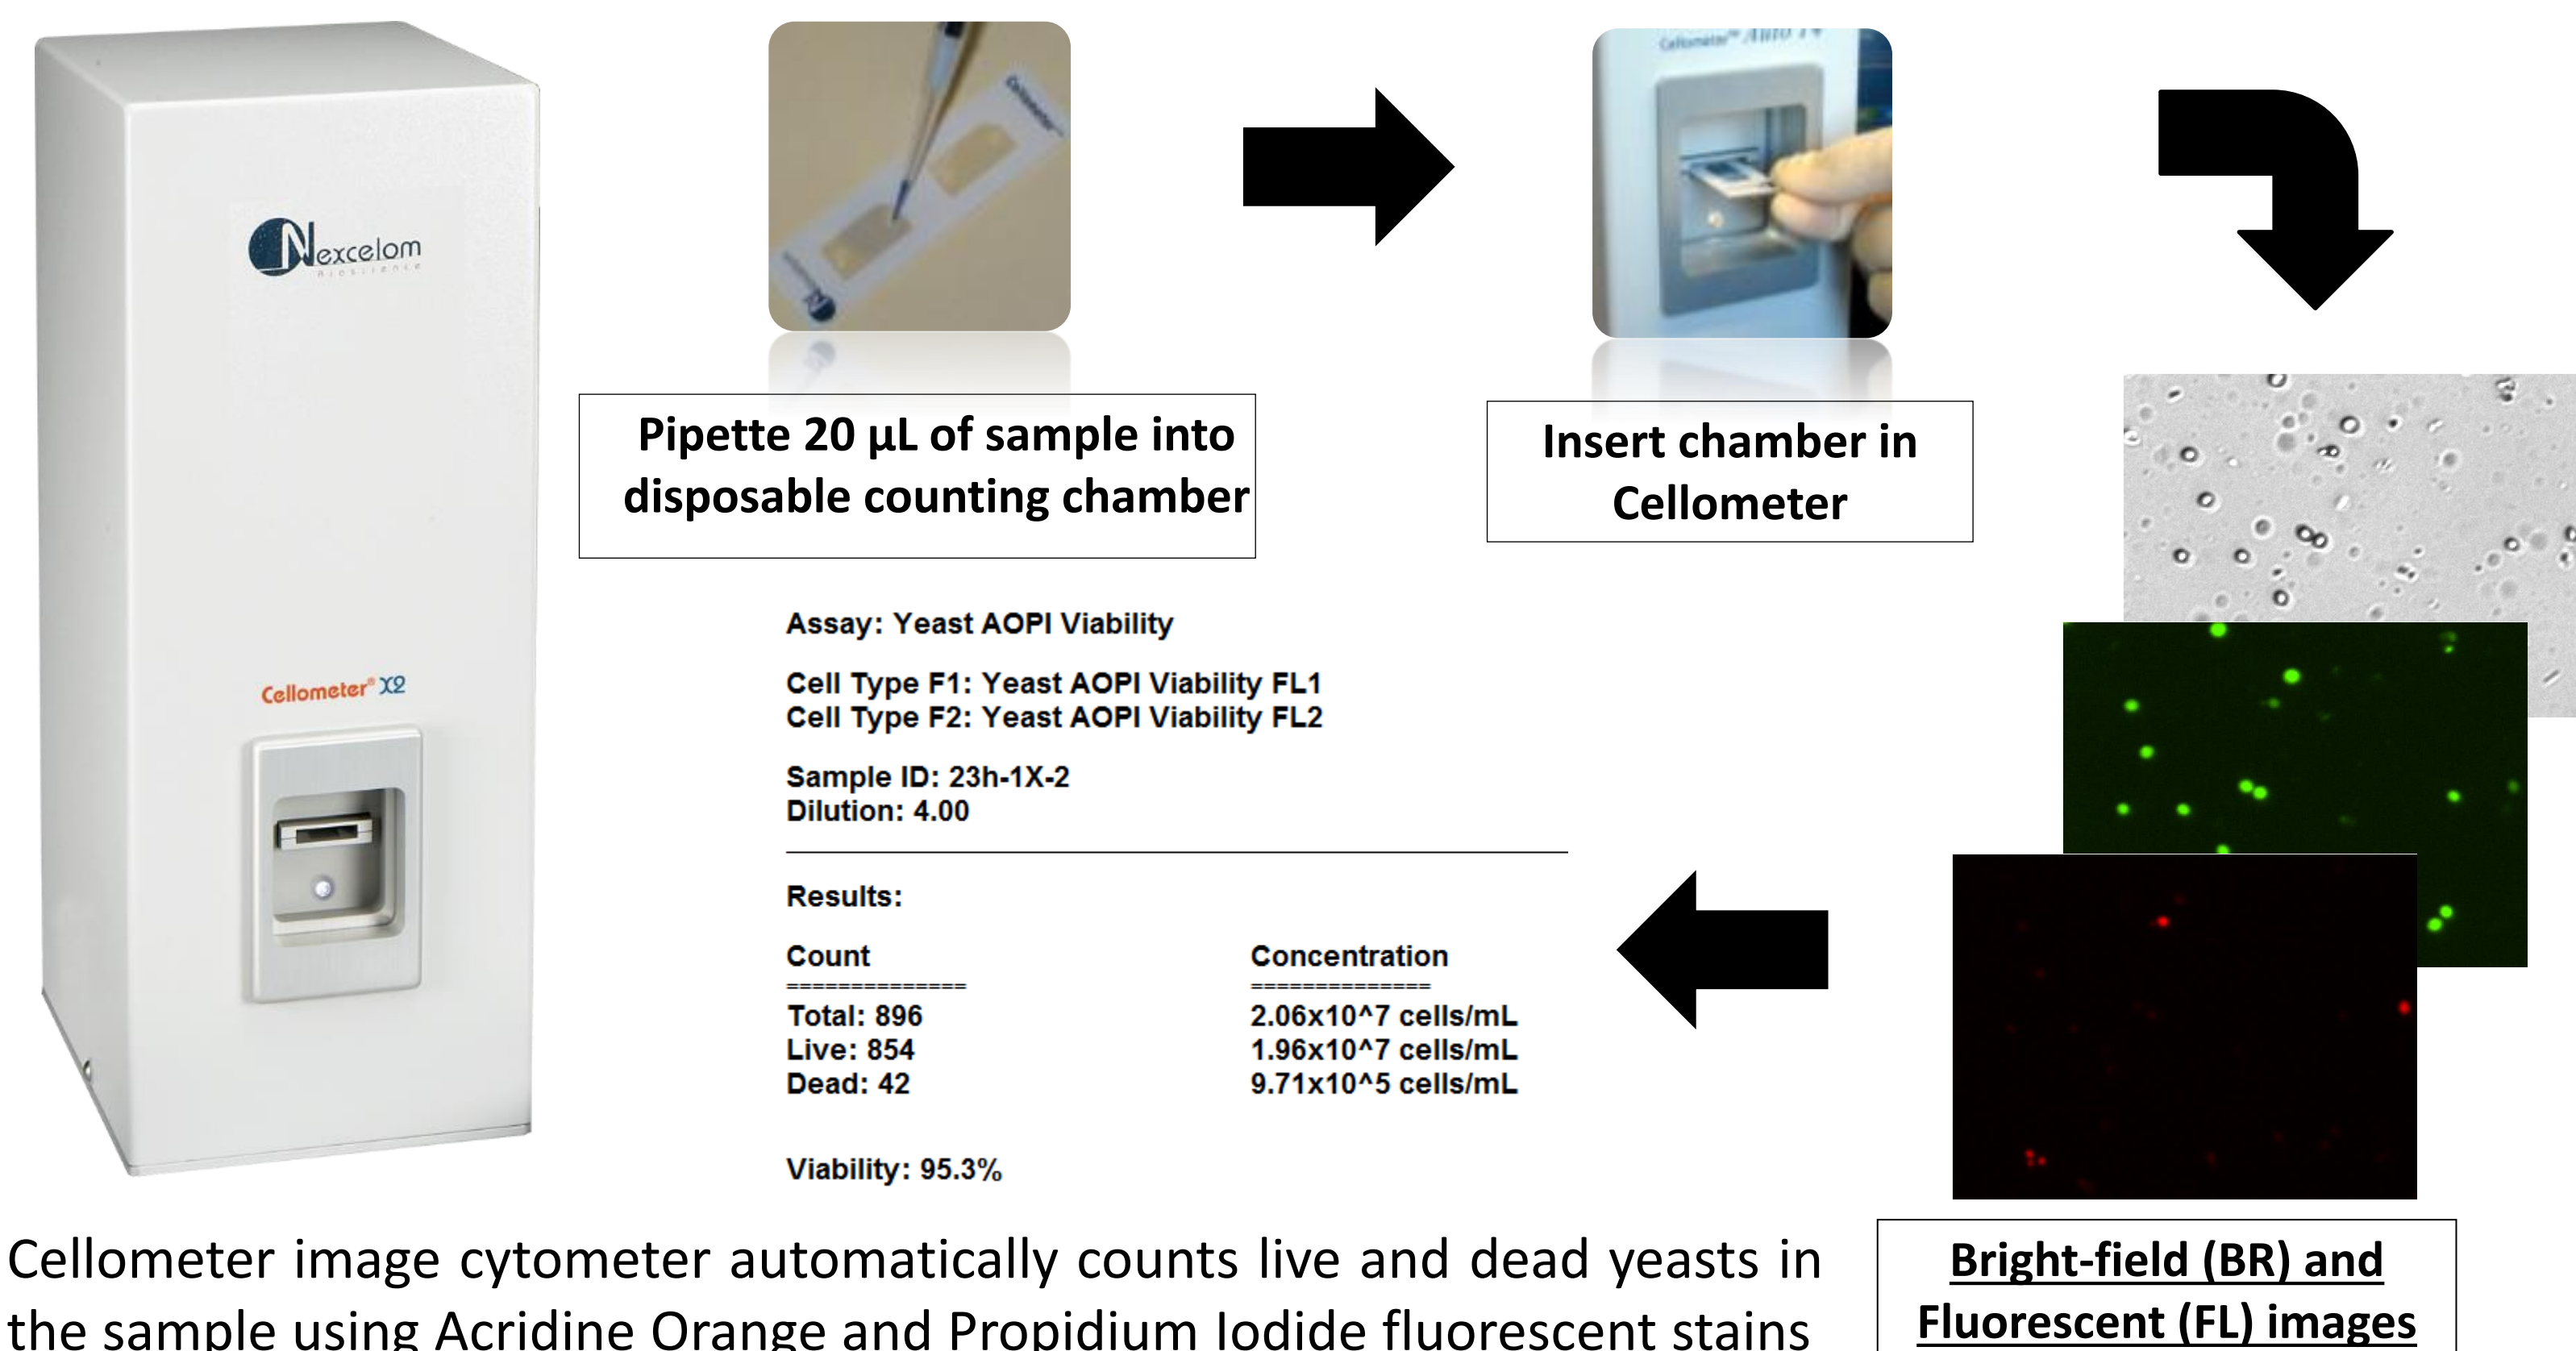 Nexcelom
Bioscience
Cellometer® X2
Cellometer™
Cellometer™ Auto T4
Pipette 20 µL of sample into
disposable counting chamber
Insert chamber in
Cellometer
Assay: Yeast AOPI Viability
Cell Type F1: Yeast AOPI Viability FL1
Cell Type F2: Yeast AOPI Viability FL2
Sample ID: 23h-1X-2
Dilution: 4.00
Results:
Count Concentration
============== ==============
Total: 896 2.06x10^7 cells/mL
Live: 854 1.96x10^7 cells/mL
Dead: 42 9.71x10^5 cells/mL
Viability: 95.3%
Cellometer image cytometer automatically counts live and dead yeasts in
the sample using Acridine Orange and Propidium Iodide fluorescent stains
Bright-field (BR) and
Fluorescent (FL) images